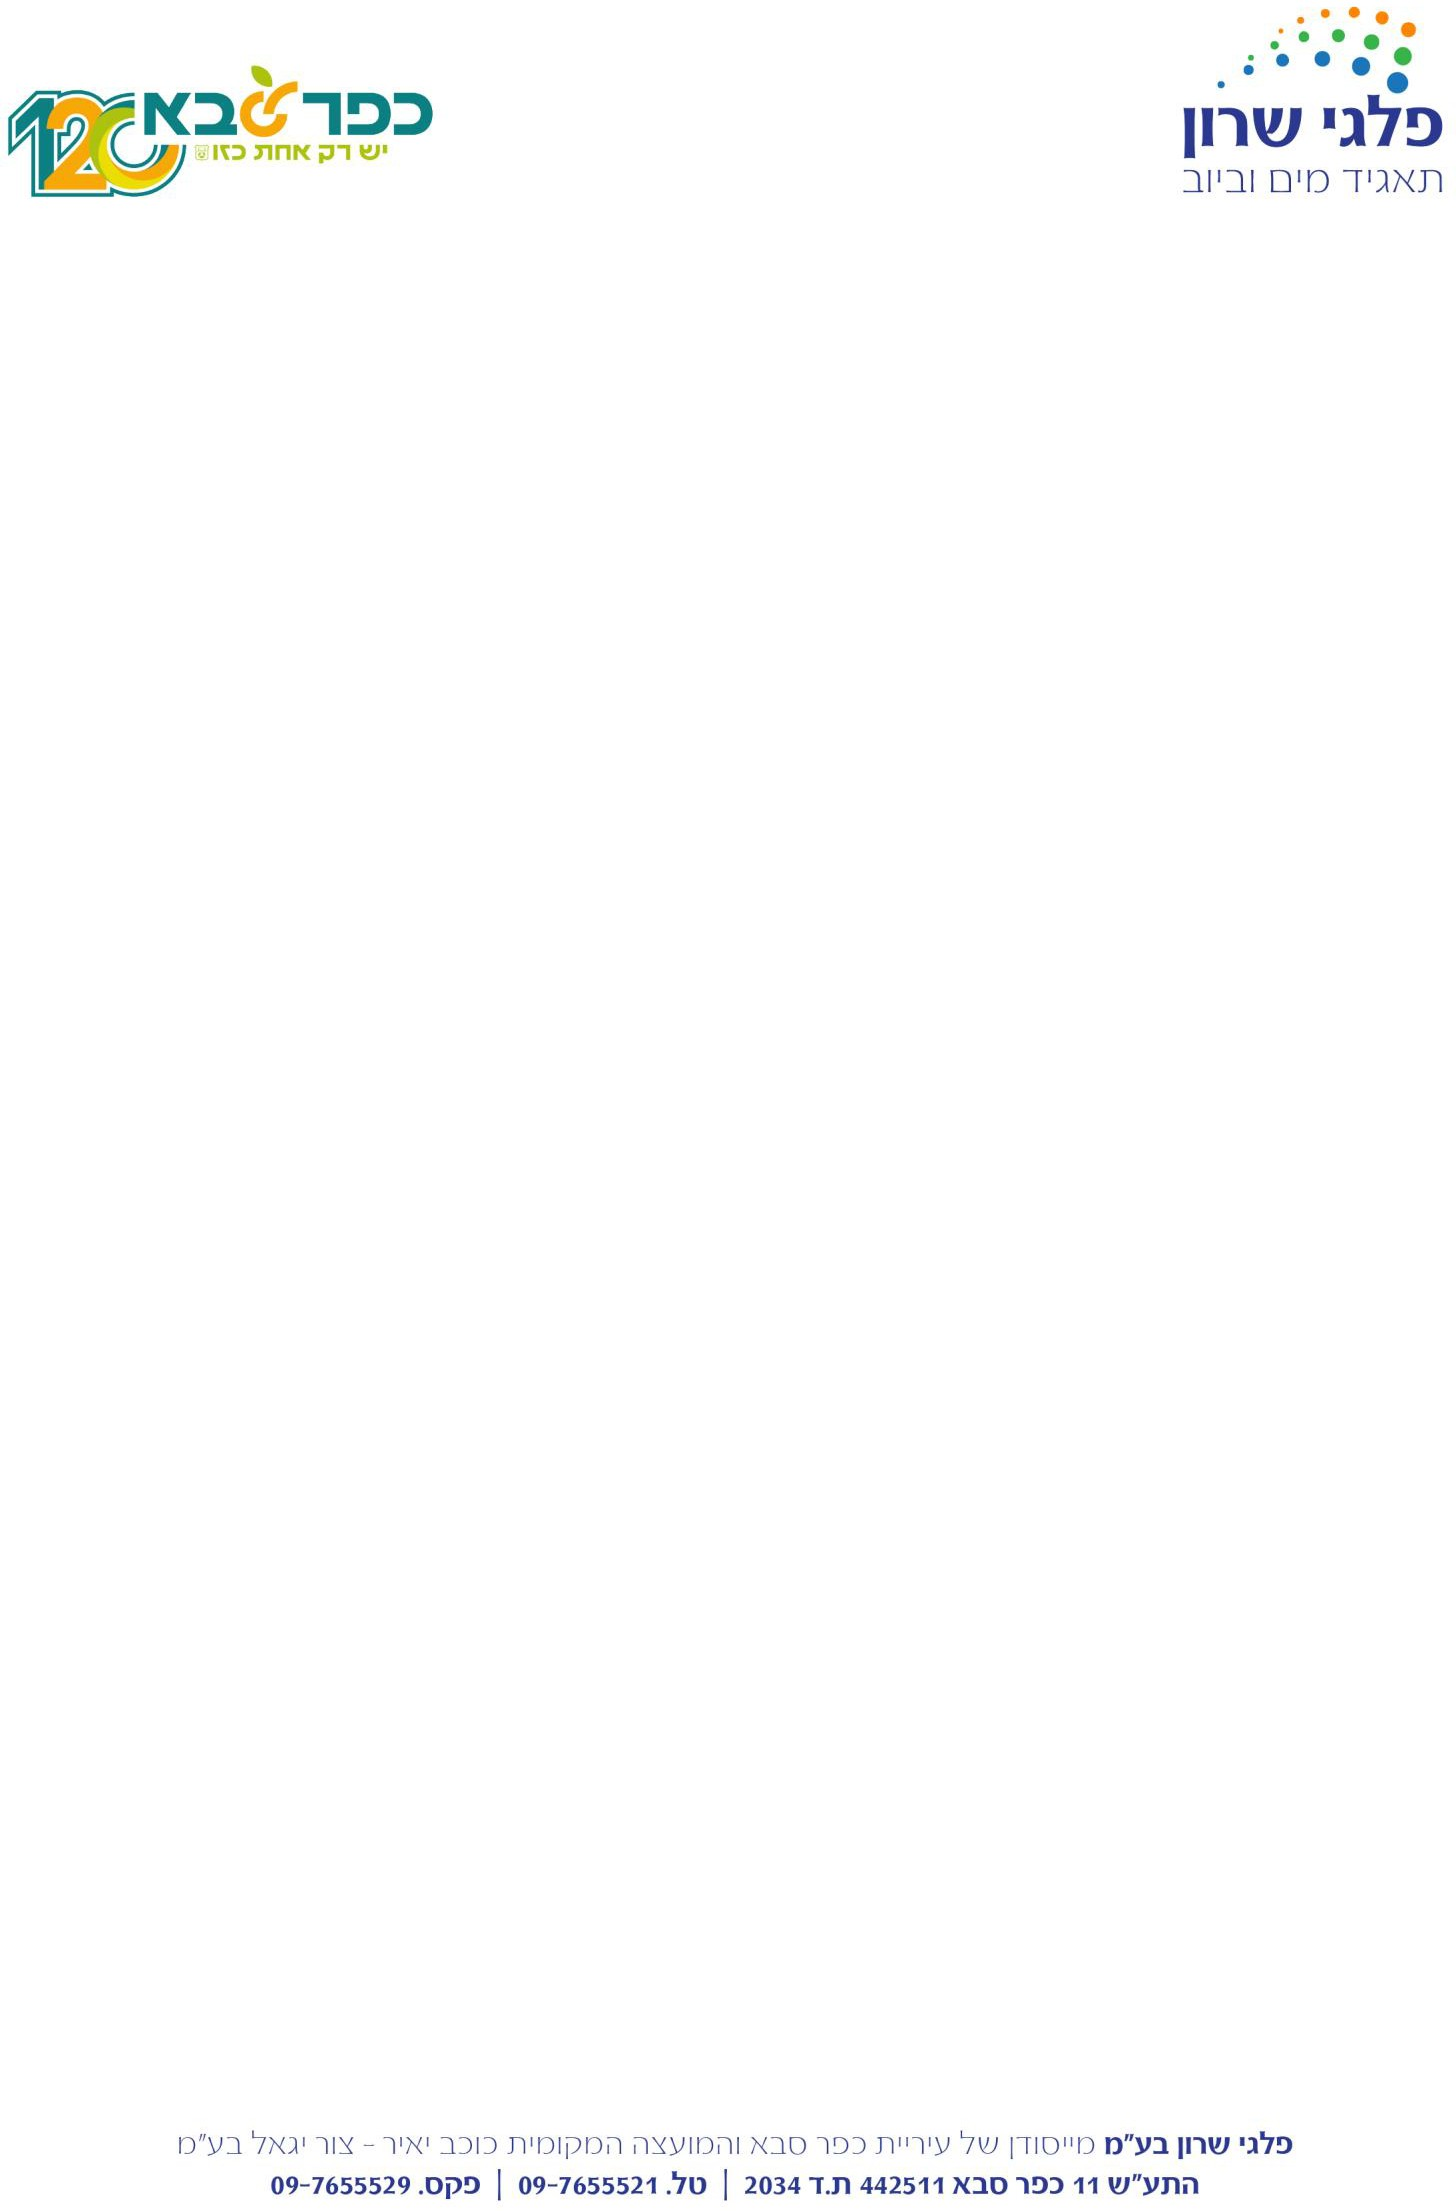 פלגי שרון
תאגיד מים וביוב
כפר סבא 120
יש רק אחת כזו
פלגי שרון בע"מ מייסודן של עיריית כפר סבא והמועצה המקומית כוכב יאיר - צור יגאל בע"מ
התע"ש 11 כפר סבא 442511 ת.ד 2034 | טל. 09-7655521 | פקס. 09-7655529